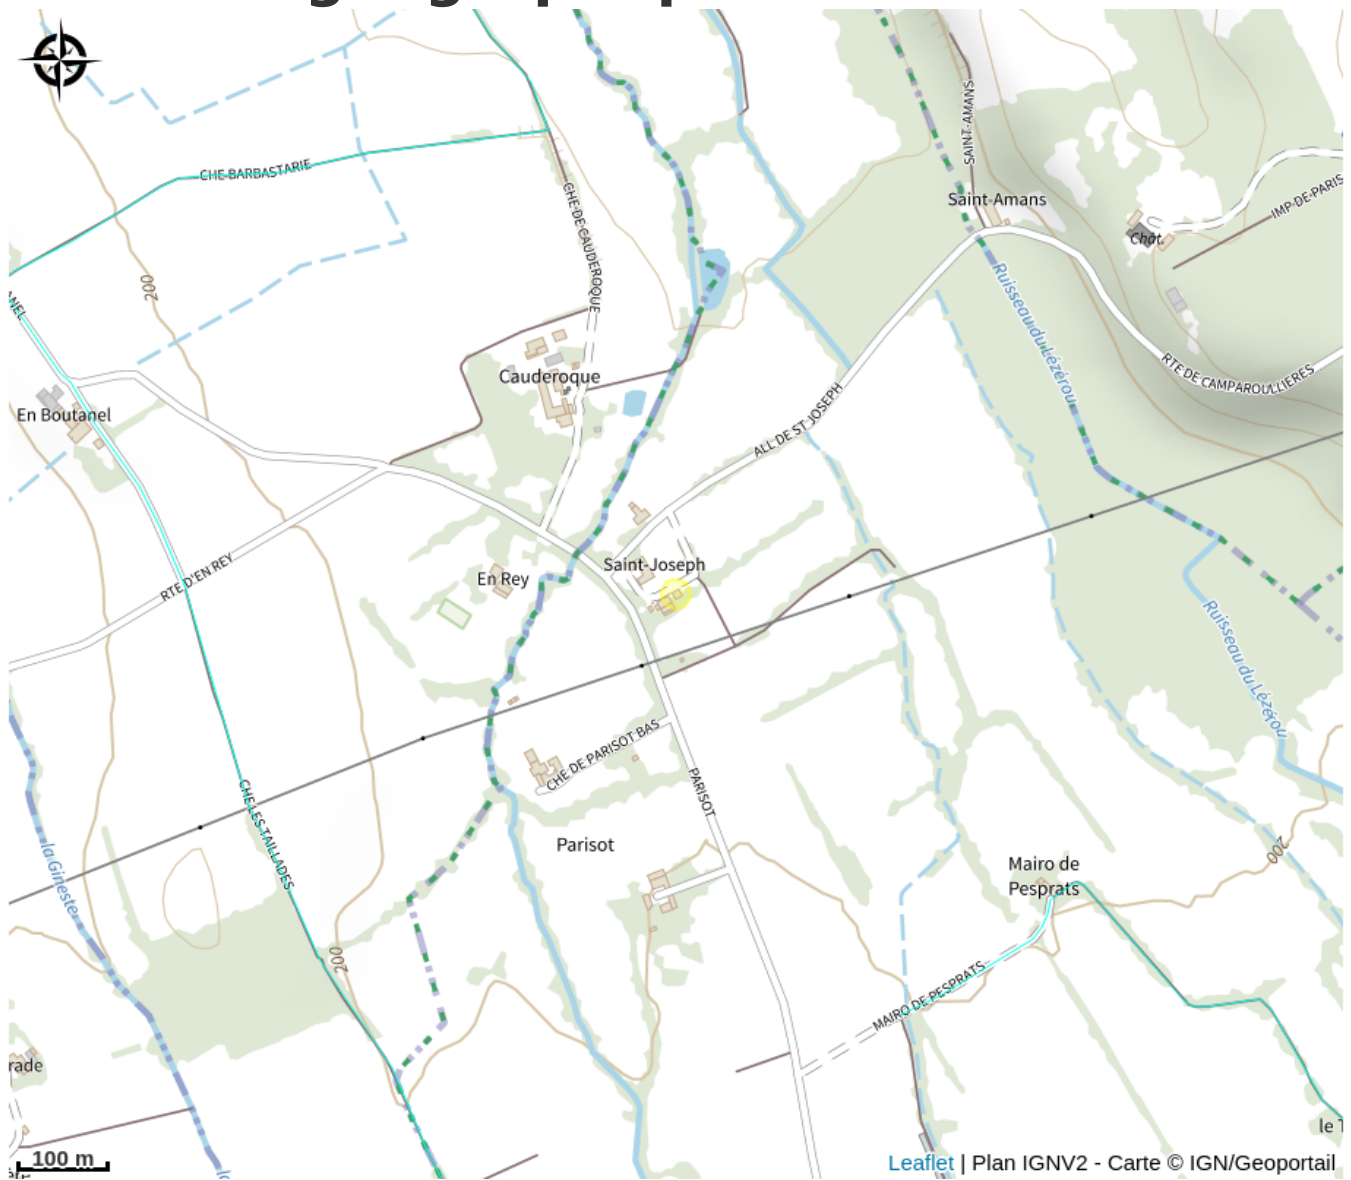 SAINT-AMANS
CHE BARBASTARIE
CHE-DE-CAUDEROQUE
Saint-Amans
IMP-DE-PARIS
Chât.
200
Ruisseau du Lézérou
RTE DE CAMPAROULLIERES
Cauderoque
ALL DE ST-JOSEPH
En Boutanel
RTE D'EN REY
En Rey
Saint-Joseph
Ruisseau du Lézérou
CHE DE PARISOT BAS
PARISOT
CHE LES TAILLADES
Parisot
la Gineste
Mairo de
Pesprats
200
200
MAIRO DE PESPRATS
rade
100 m
Leaflet | Plan IGNV2 - Carte © IGN/Geoportail